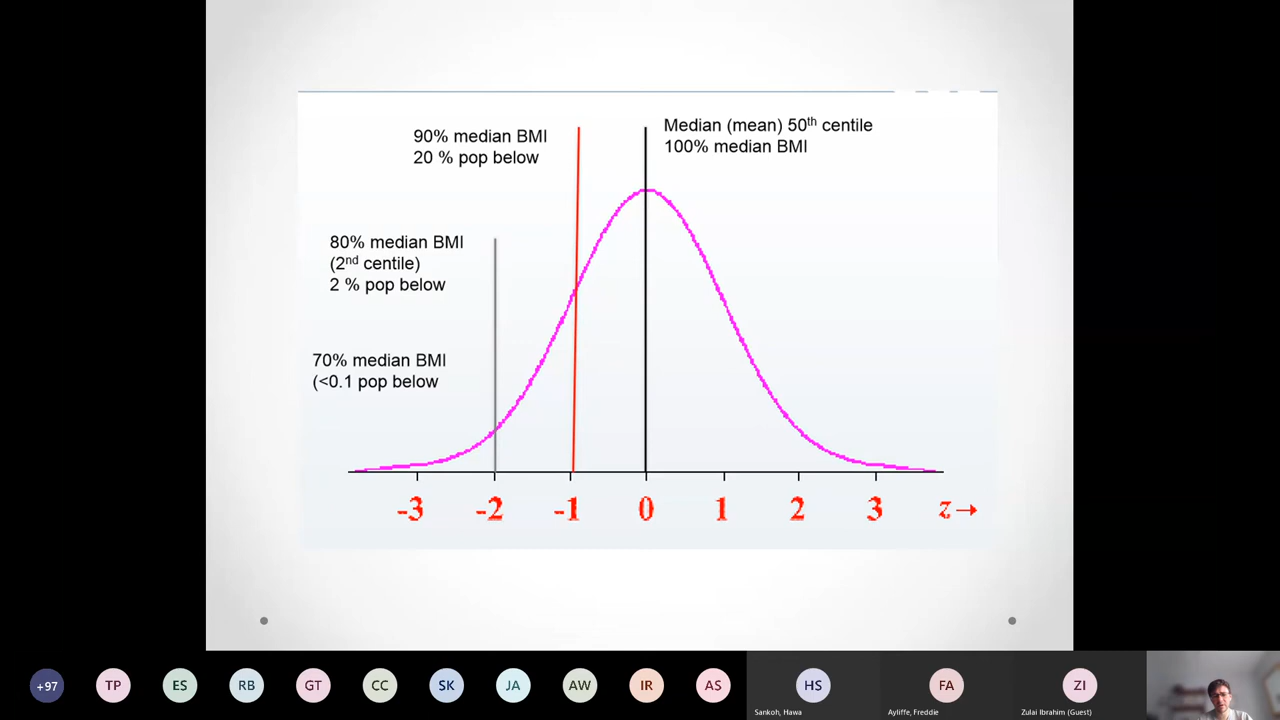 90% median BMI
20 % pop below
Median (mean) 50th centile
100% median BMI
80% median BMI
(2nd centile)
2 % pop below
70% median BMI
(<0.1 pop below
-3 -2 -1 0 1 2 3 z→
+97 TP ES RB GT CC SK JA AW IR AS HS FA ZI
Sankoh, Hawa
Ayliffe, Freddie
Zulai Ibrahim (Guest)